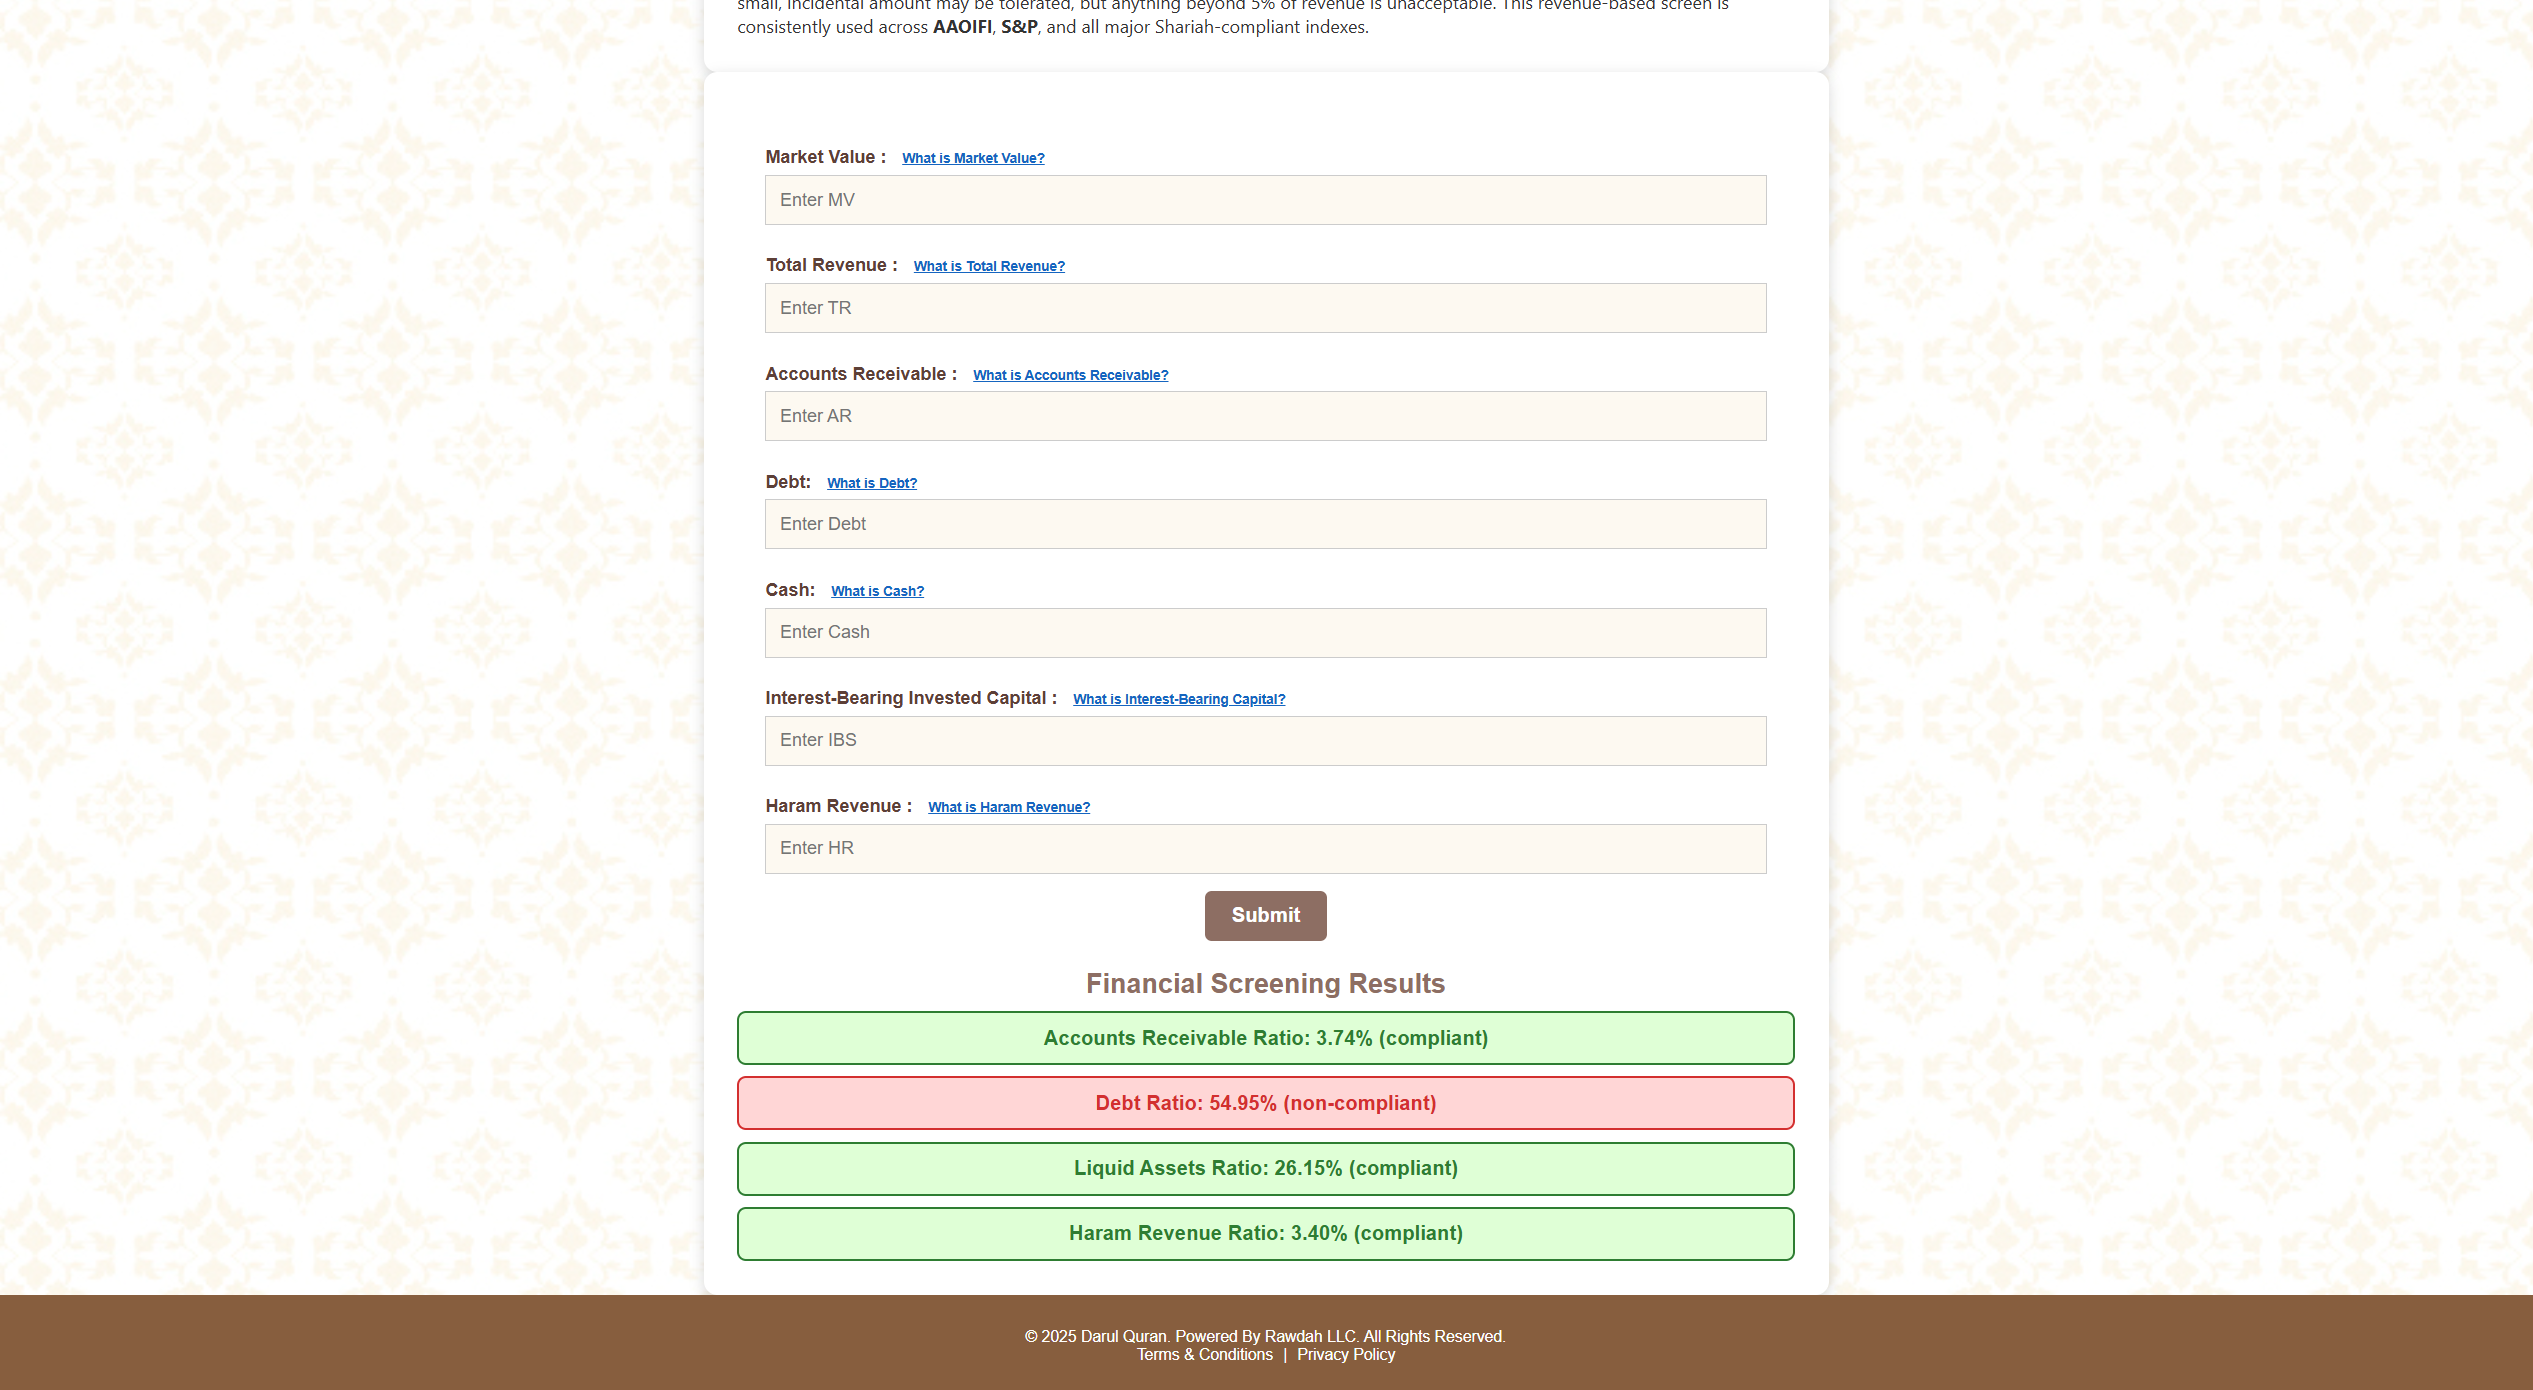 small, incidental amount may be tolerated, but anything beyond 5% of revenue is unacceptable. This revenue-based screen is
consistently used across AAOIFI, S&P, and all major Shariah-compliant indexes.
Market Value : What is Market Value?
Enter MV
Total Revenue : What is Total Revenue?
Enter TR
Accounts Receivable : What is Accounts Receivable?
Enter AR
Debt: What is Debt?
Enter Debt
Cash: What is Cash?
Enter Cash
Interest-Bearing Invested Capital : What is Interest-Bearing Capital?
Enter IBS
Haram Revenue : What is Haram Revenue?
Enter HR
Submit
Financial Screening Results
Accounts Receivable Ratio: 3.74% (compliant)
Debt Ratio: 54.95% (non-compliant)
Liquid Assets Ratio: 26.15% (compliant)
Haram Revenue Ratio: 3.40% (compliant)
© 2025 Darul Quran. Powered By Rawdah LLC. All Rights Reserved.
Terms & Conditions | Privacy Policy